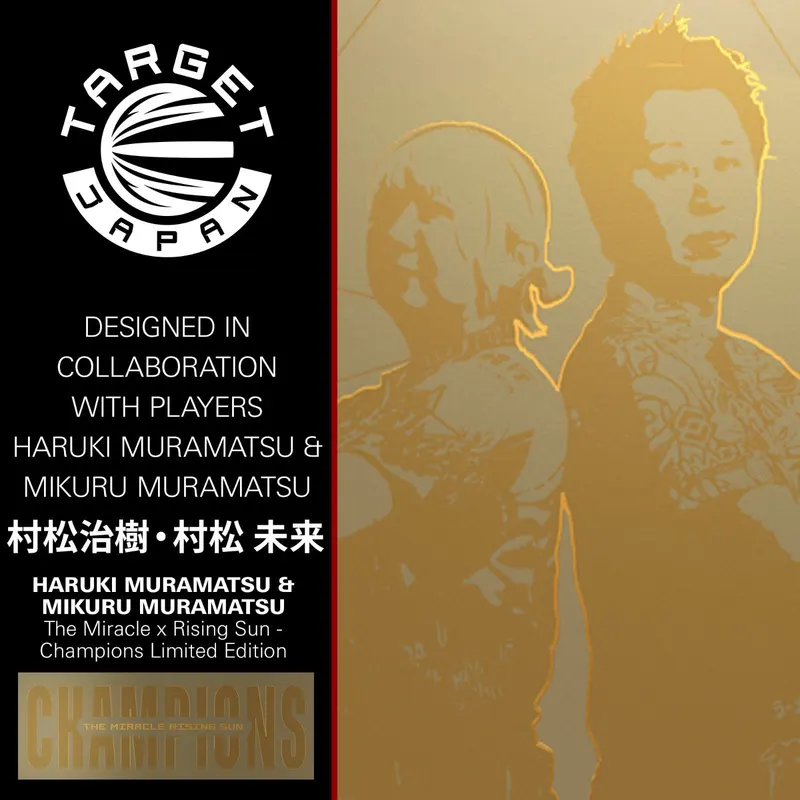 TARGET
JAPAN
DESIGNED IN
COLLABORATION
WITH PLAYERS
HARUKI MURAMATSU &
MIKURU MURAMATSU
村松治樹・村松 未来
HARUKI MURAMATSU &
MIKURU MURAMATSU
The Miracle x Rising Sun -
Champions Limited Edition
CHAMPIONS
THE MIRACLE RISING SUN